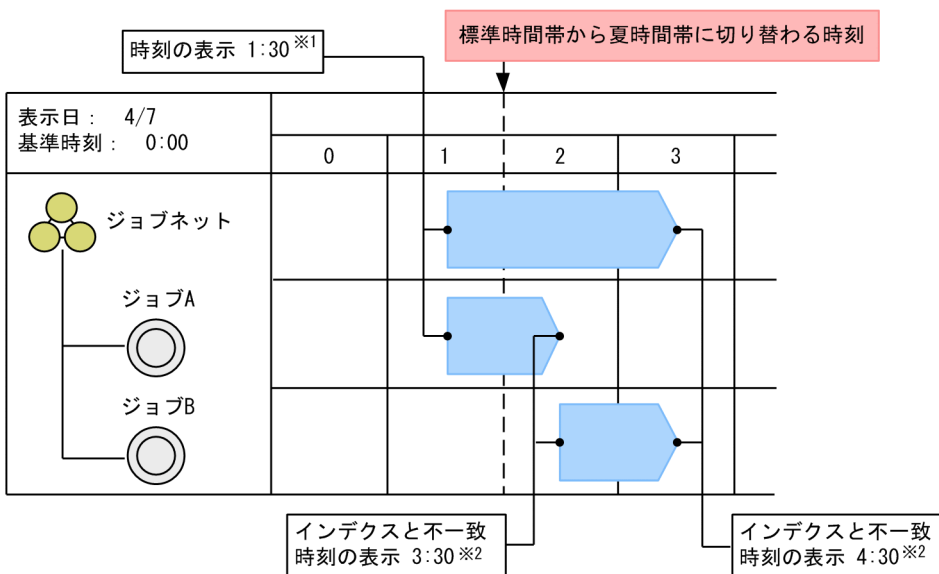 標準時間帯から夏時間帯に切り替わる時刻
時刻の表示 1:30※1
表示日： 4/7
基準時刻： 0:00
0 1 2 3
ジョブネット
ジョブA
ジョブB
インデクスと不一致
時刻の表示 3:30※2
インデクスと不一致
時刻の表示 4:30※2